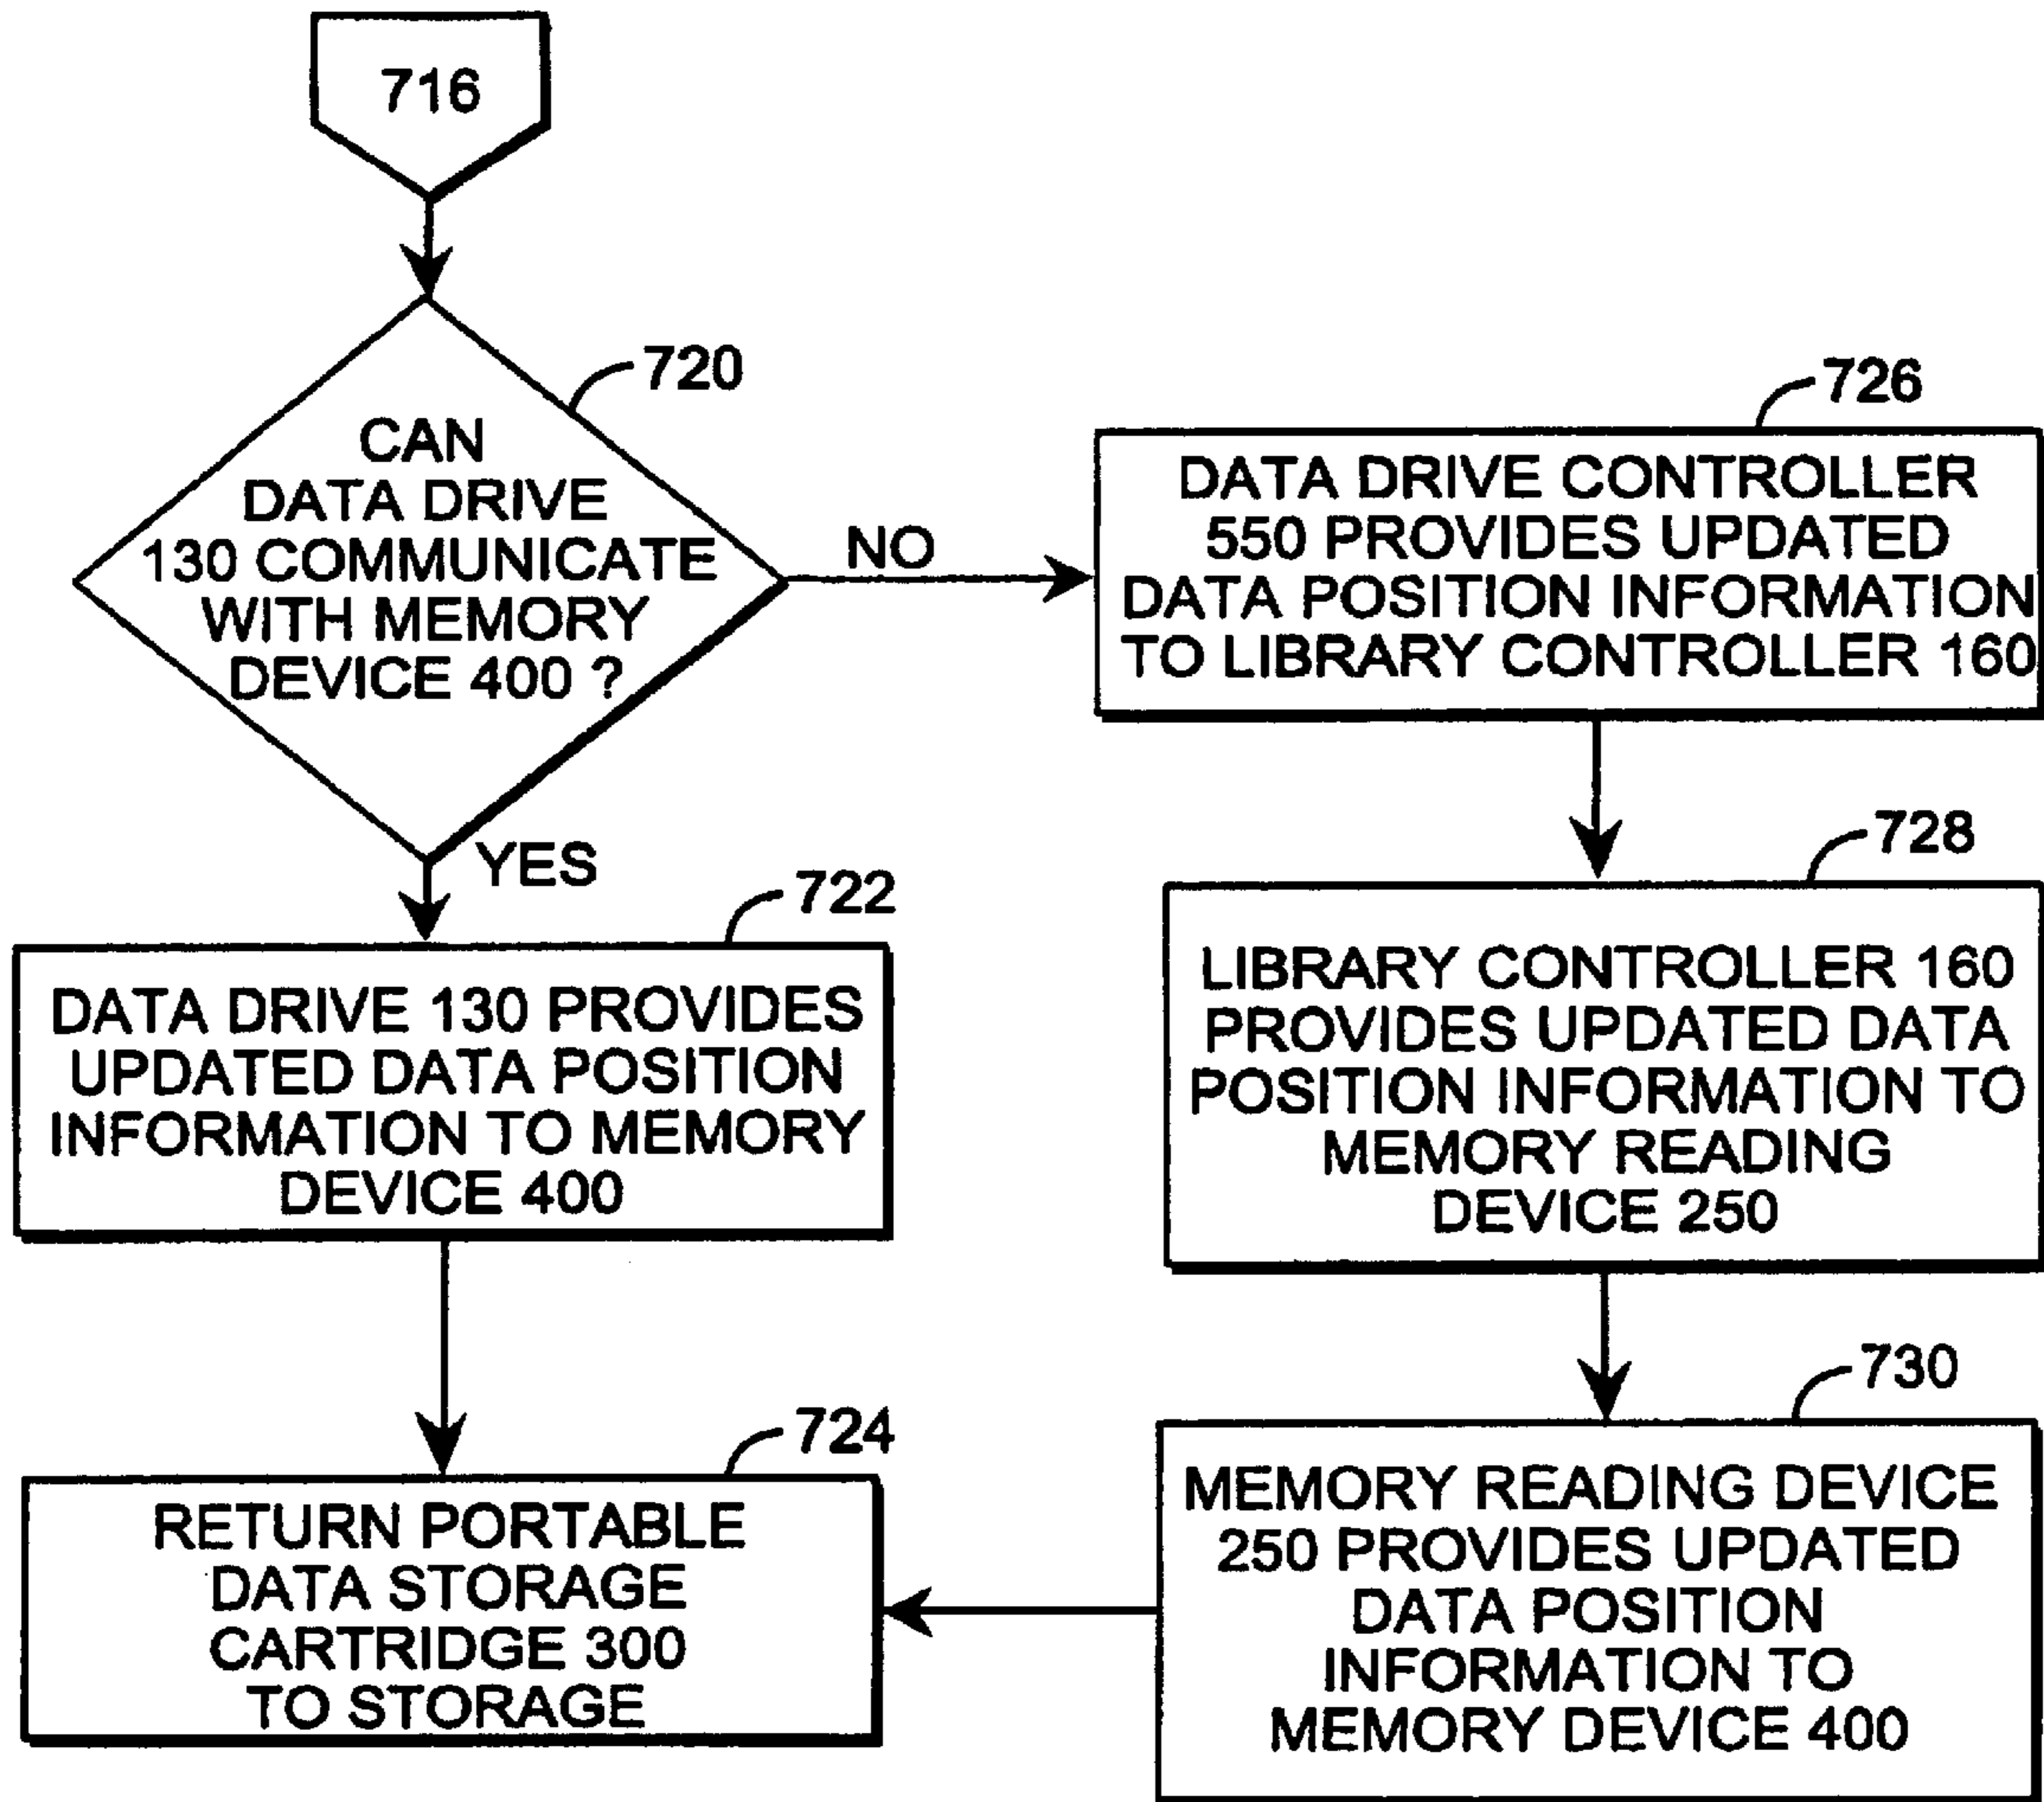 716
720
CAN
DATA DRIVE
130 COMMUNICATE
WITH MEMORY
DEVICE 400 ?
NO
YES
722
DATA DRIVE 130 PROVIDES
UPDATED DATA POSITION
INFORMATION TO MEMORY
DEVICE 400
724
RETURN PORTABLE
DATA STORAGE
CARTRIDGE 300
TO STORAGE
726
DATA DRIVE CONTROLLER
550 PROVIDES UPDATED
DATA POSITION INFORMATION
TO LIBRARY CONTROLLER 160
728
LIBRARY CONTROLLER 160
PROVIDES UPDATED DATA
POSITION INFORMATION TO
MEMORY READING
DEVICE 250
730
MEMORY READING DEVICE
250 PROVIDES UPDATED
DATA POSITION
INFORMATION TO
MEMORY DEVICE 400